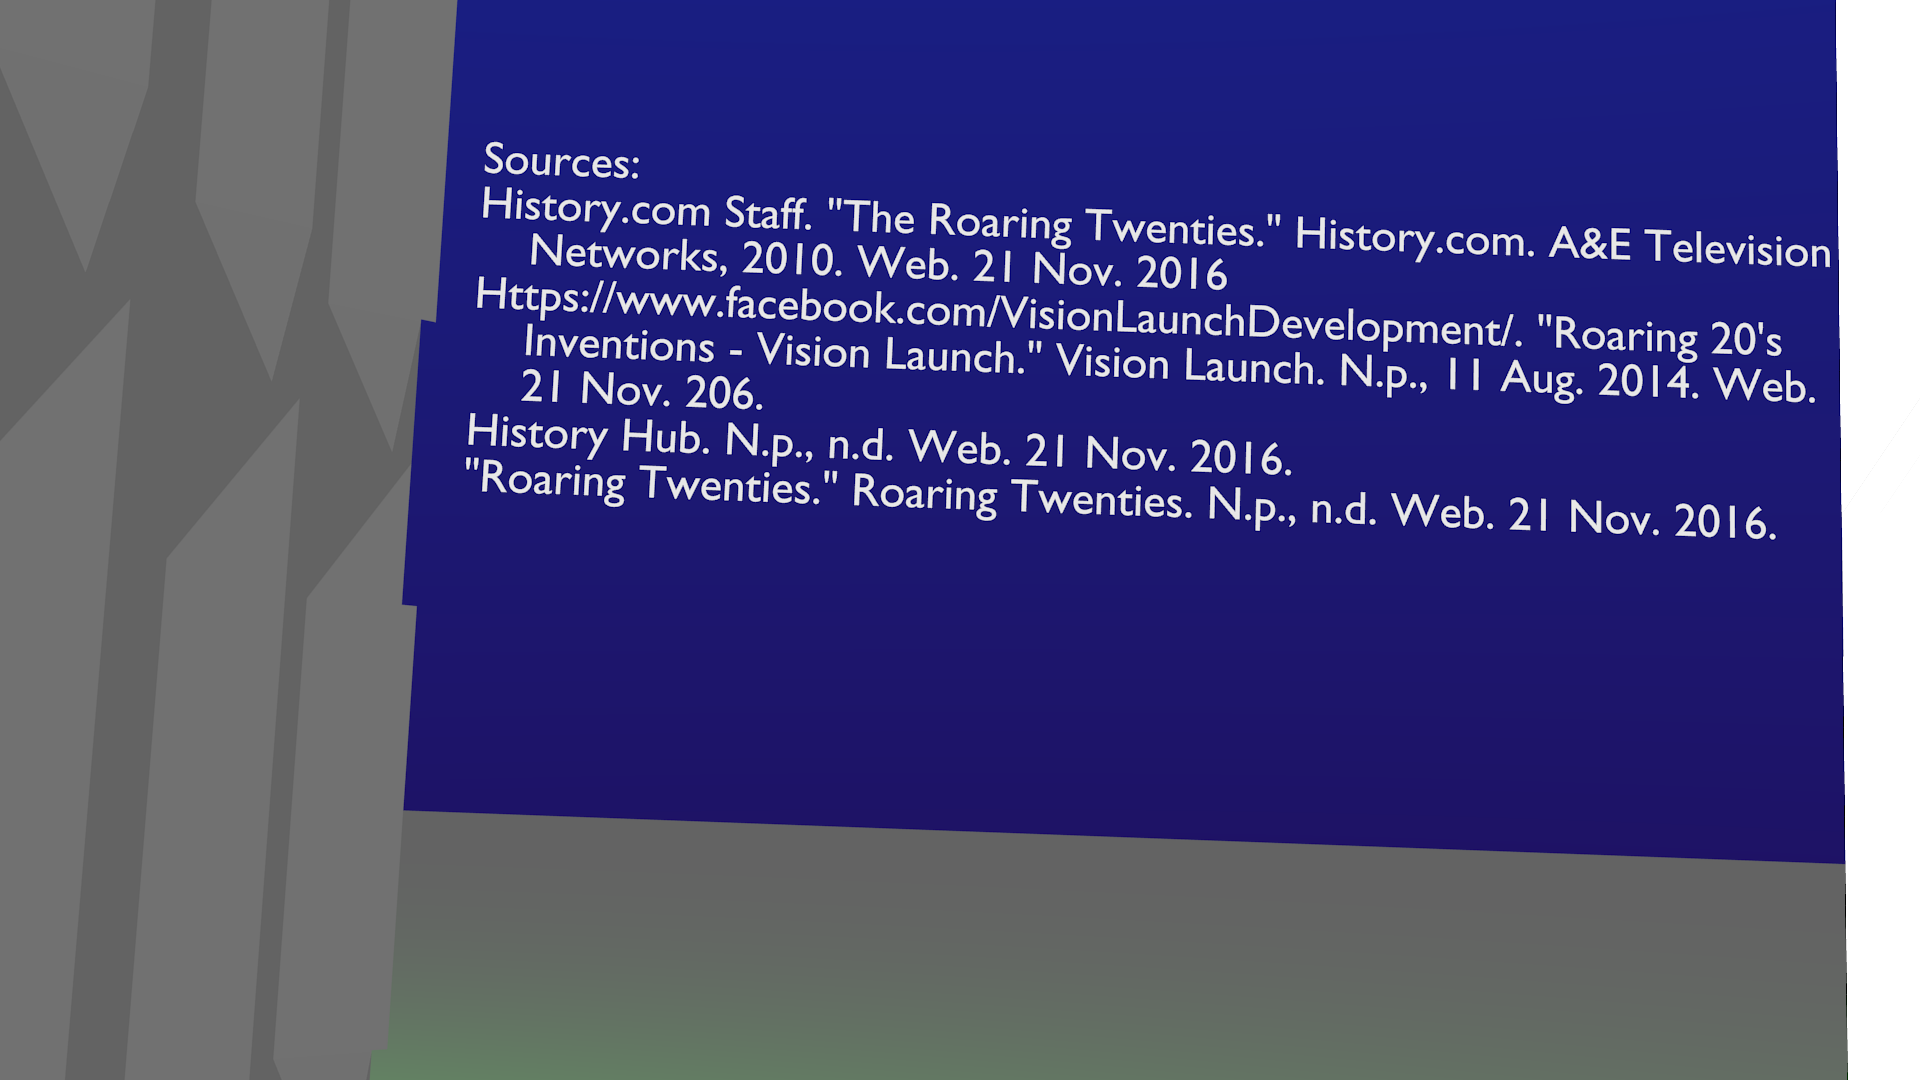 Sources:
History.com Staff. "The Roaring Twenties." History.com. A&E Television
Networks, 2010. Web. 21 Nov. 2016
Https://www.facebook.com/VisionLaunchDevelopment/. "Roaring 20's
Inventions - Vision Launch." Vision Launch. N.p., 11 Aug. 2014. Web.
21 Nov. 206.
History Hub. N.p., n.d. Web. 21 Nov. 2016.
"Roaring Twenties." Roaring Twenties. N.p., n.d. Web. 21 Nov. 2016.